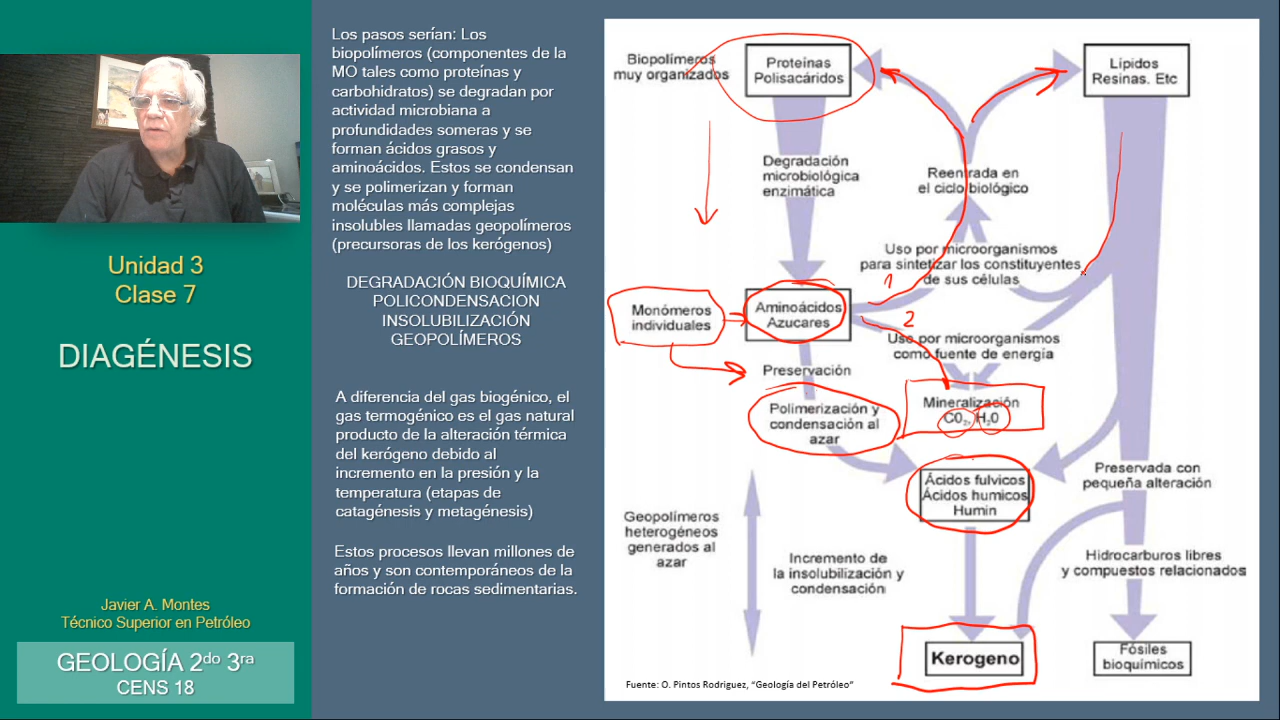 Unidad 3
Clase 7
DIAGÉNESIS
Javier A. Montes
Técnico Superior en Petróleo
GEOLOGÍA 2do 3ra
CENS 18
Los pasos serían: Los
biopolímeros (componentes de la
MO tales como proteínas y
carbohidratos) se degradan por
actividad microbiana a
profundidades someras y se
forman ácidos grasos y
aminoácidos. Estos se condensan
y se polimerizan y forman
moléculas más complejas
insolubles llamadas geopolímeros
(precursoras de los kerógenos)
DEGRADACIÓN BIOQUÍMICA
POLICONDENSACION
INSOLUBILIZACIÓN
GEOPOLÍMEROS
A diferencia del gas biogénico, el
gas termogénico es el gas natural
producto de la alteración térmica
del kerógeno debido al
incremento en la presión y la
temperatura (etapas de
catagénesis y metagénesis)
Estos procesos llevan millones de
años y son contemporáneos de la
formación de rocas sedimentarias.
Biopolímeros
muy organizados
Proteínas
Polisacáridos
Lípidos
Resinas. Etc
Degradación
microbiológica
enzimática
Reentrada en
el ciclo biológico
Uso por microorganismos
para sintetizar los constituyentes
de sus células
1
Monómeros
individuales
Aminoácidos
Azucares
2
Uso por microorganismos
como fuente de energía
Preservación
Polimerización y
condensación al
azar
Mineralización
C0₂, H₂0
Ácidos fulvicos
Ácidos humicos
Humin
Preservada con
pequeña alteración
Geopolímeros
heterogéneos
generados al
azar
Incremento de
la insolubilización y
condensación
Hidrocarburos libres
y compuestos relacionados
Kerogeno
Fósiles
bioquímicos
Fuente: O. Pintos Rodriguez, "Geología del Petróleo"